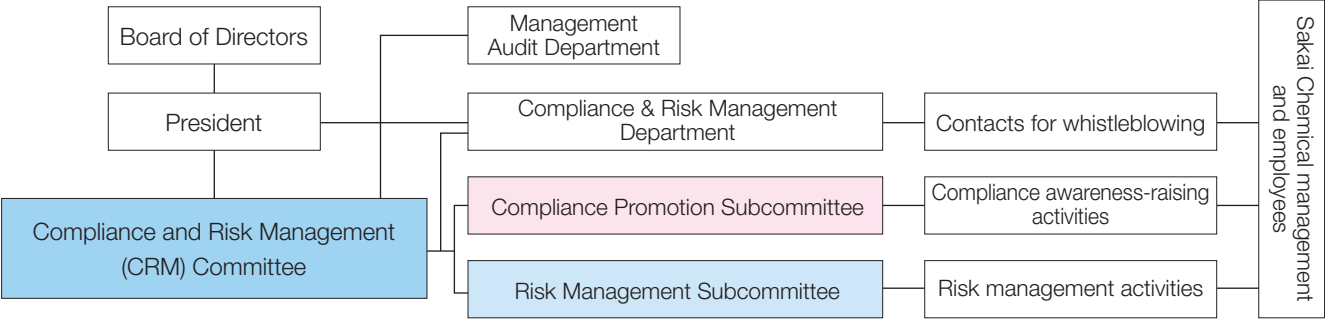 Board of Directors
Management
Audit Department
President
Compliance & Risk Management
Department
Contacts for whistleblowing
Compliance and Risk Management
(CRM) Committee
Compliance Promotion Subcommittee
Compliance awareness-raising
activities
Risk Management Subcommittee
Risk management activities
Sakai Chemical management
and employees